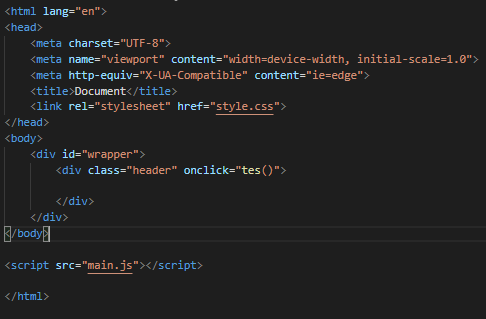 <html lang="en">
<head>
    <meta charset="UTF-8">
    <meta name="viewport" content="width=device-width, initial-scale=1.0">
    <meta http-equiv="X-UA-Compatible" content="ie=edge">
    <title>Document</title>
    <link rel="stylesheet" href="style.css">
</head>
<body>
    <div id="wrapper">
        <div class="header" onclick="tes()">

        </div>
    </div>
</body>

<script src="main.js"></script>

</html>